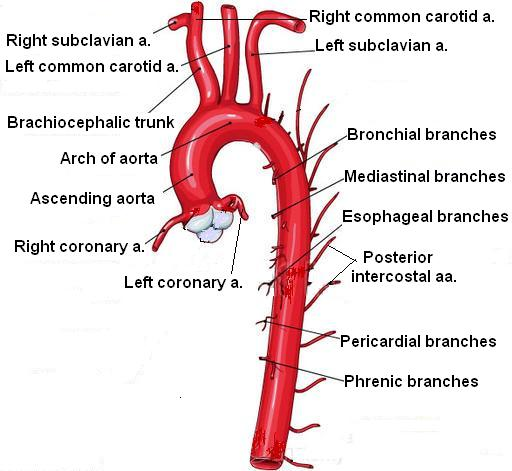 Right common carotid a.
Right subclavian a.
Left subclavian a.
Left common carotid a.
Brachiocephalic trunk
Bronchial branches
Arch of aorta
Mediastinal branches
Ascending aorta
Esophageal branches
Right coronary a.
Posterior
intercostal aa.
Left coronary a.
Pericardial branches
Phrenic branches